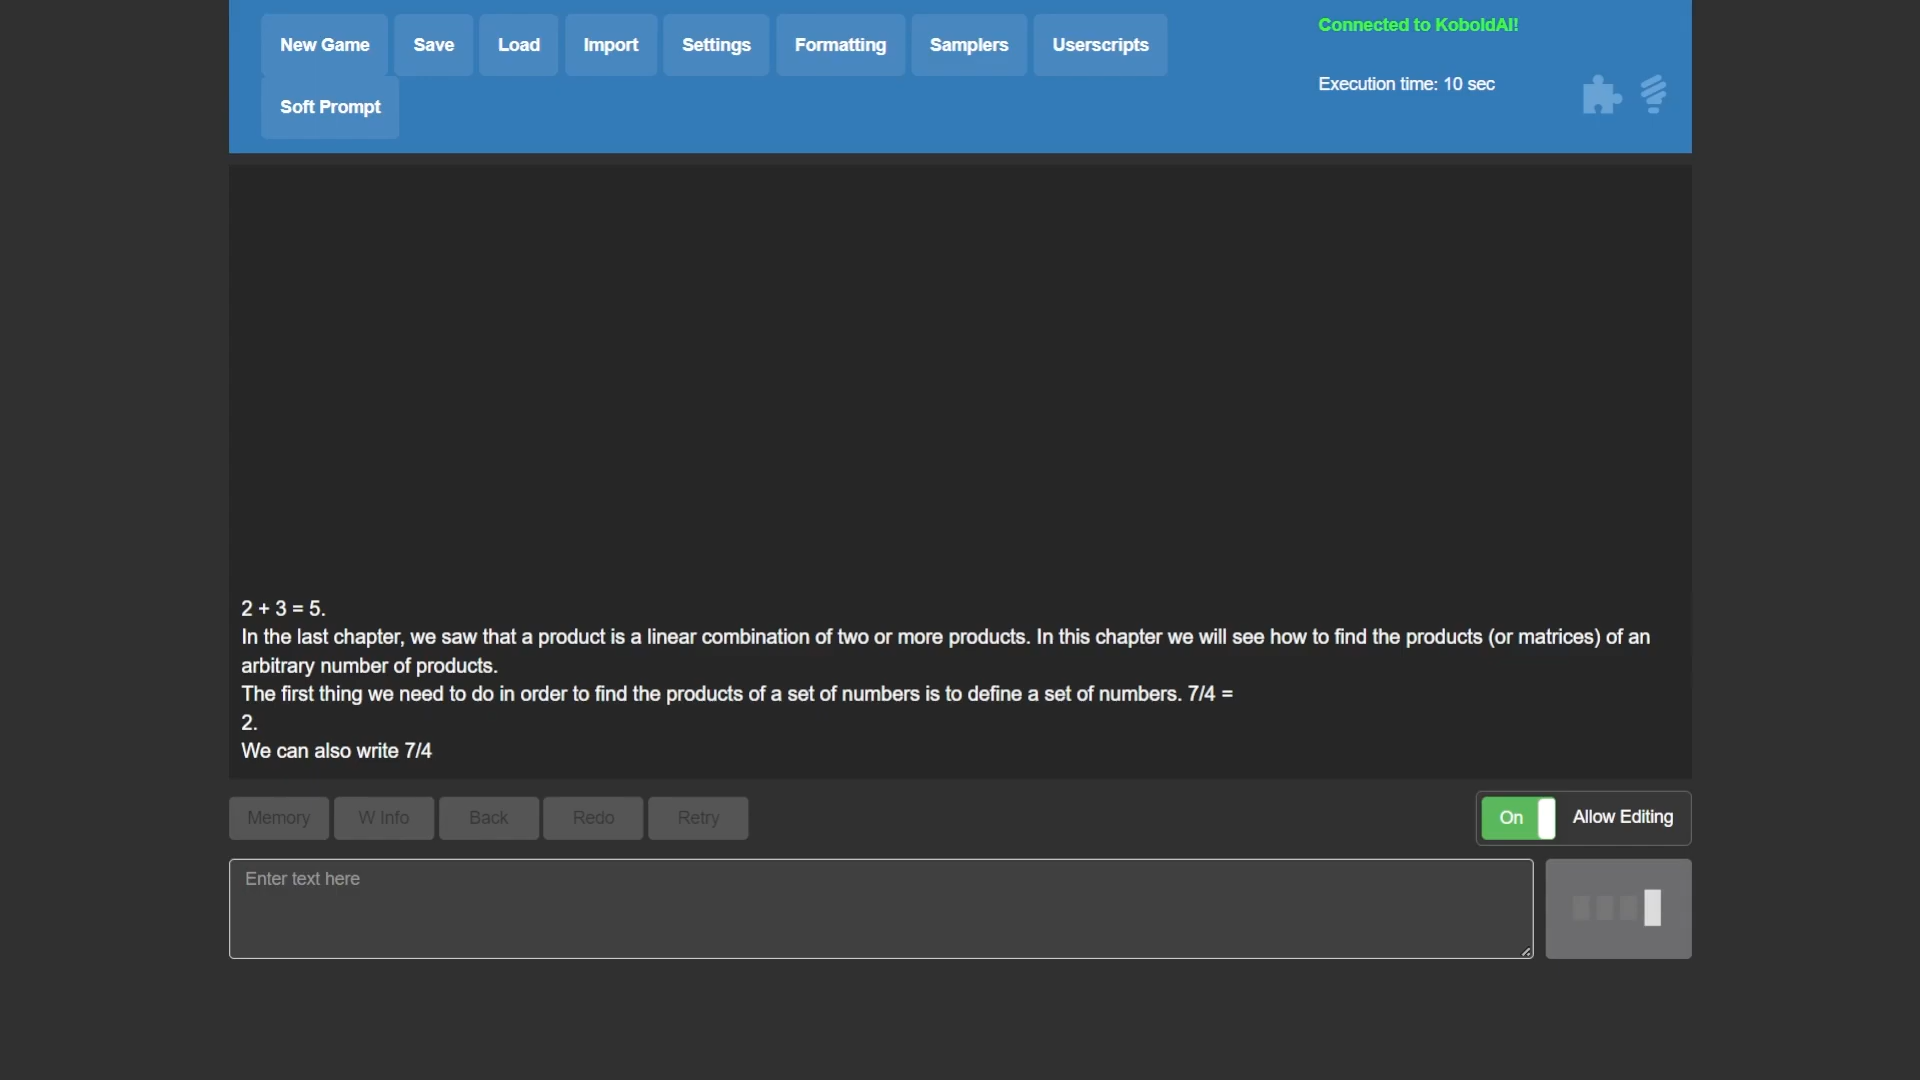 New Game Save Load Import Settings Formatting Samplers Userscripts
Soft Prompt
Connected to KoboldAI!
Execution time: 10 sec
2 + 3 = 5.
In the last chapter, we saw that a product is a linear combination of two or more products. In this chapter we will see how to find the products (or matrices) of an
arbitrary number of products.
The first thing we need to do in order to find the products of a set of numbers is to define a set of numbers. 7/4 =
2.
We can also write 7/4
Memory W Info Back Redo Retry
On Allow Editing
Enter text here